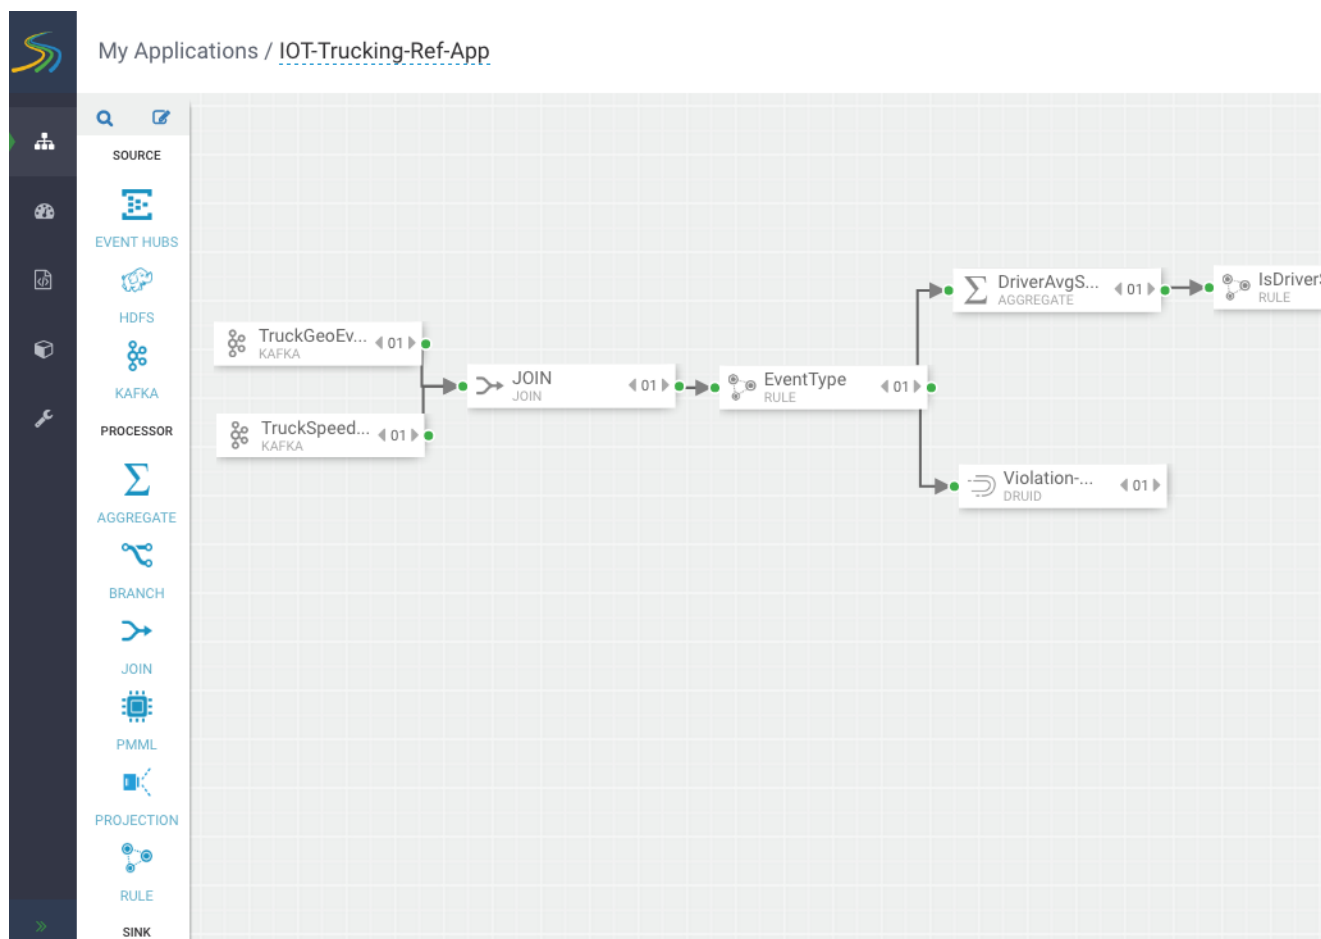 My Applications / IOT-Trucking-Ref-App
SOURCE
EVENT HUBS
HDFS
KAFKA
PROCESSOR
AGGREGATE
BRANCH
JOIN
PMML
PROJECTION
RULE
SINK
TruckGeoEv... 01
KAFKA
TruckSpeed... 01
KAFKA
JOIN 01
JOIN
EventType 01
RULE
DriverAvgS... 01
AGGREGATE
Violation-... 01
DRUID
IsDriverS
RULE